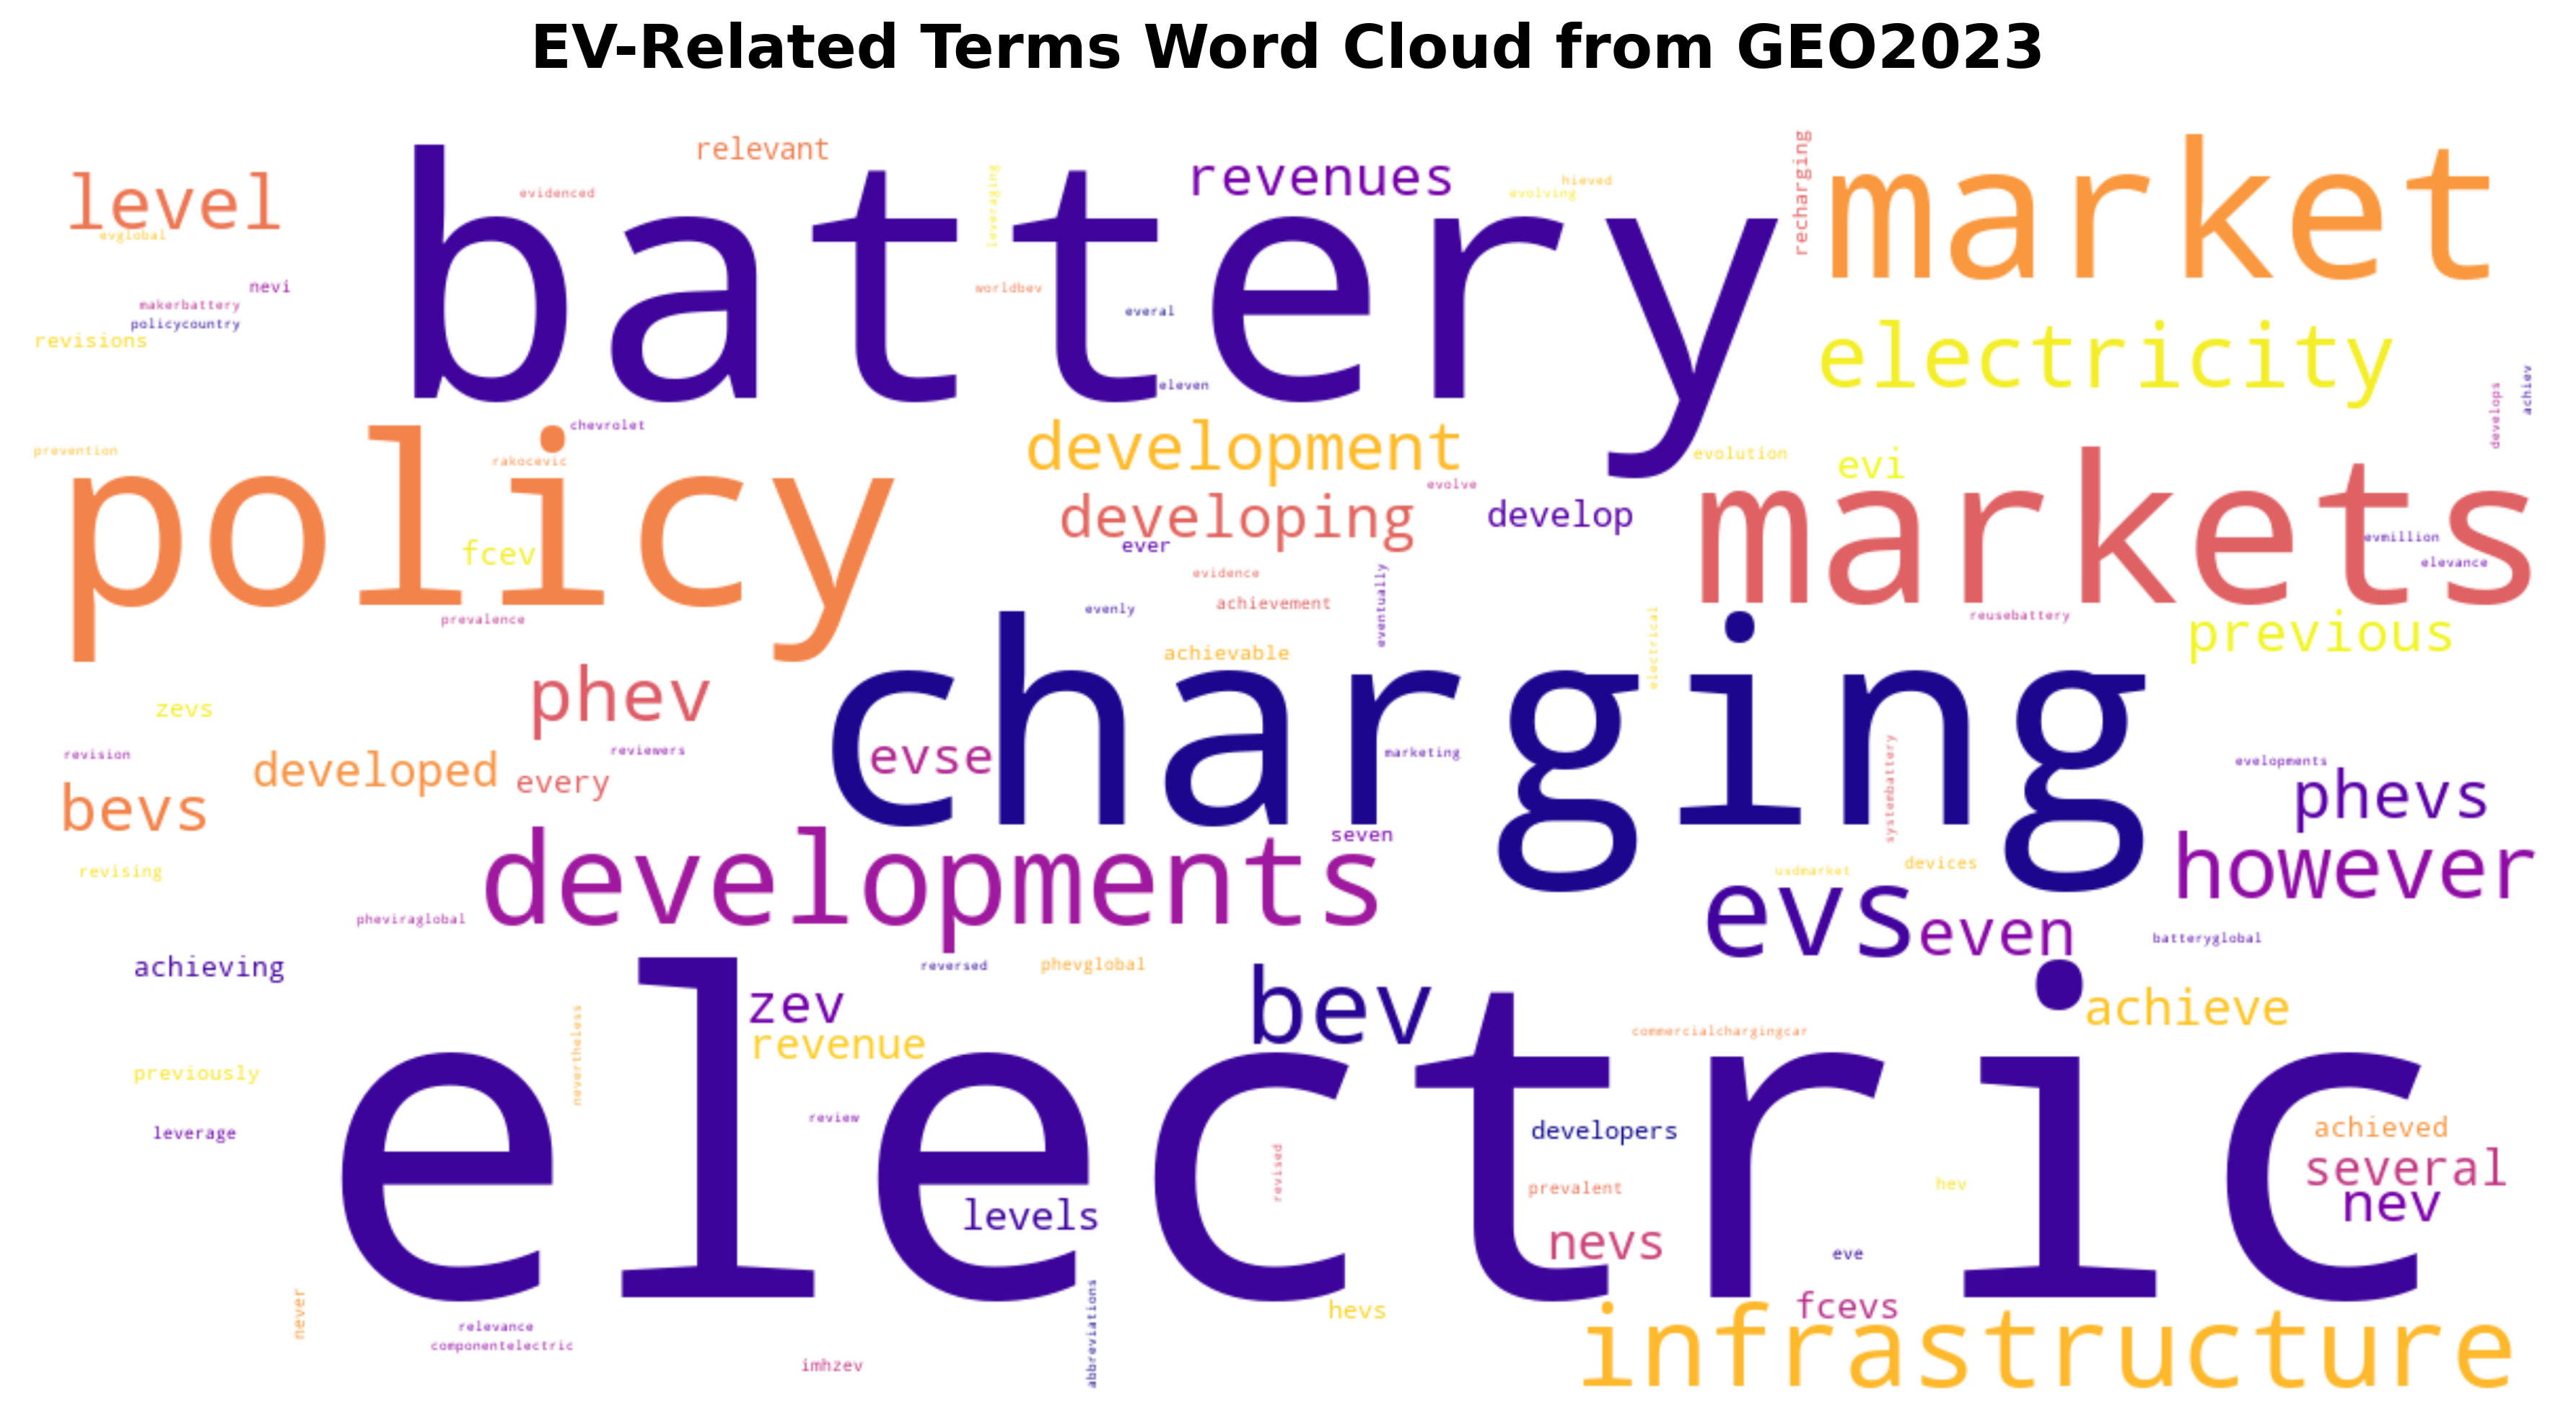 EV-Related Terms Word Cloud from GEO2023
relevant
level
battery
revenues
market
evidenced
leveraging
evolving
hieved
recharging
evglobal
nevi
makerbattery
policycountry
revisions
worldbev
everal
eleven
electricity
achiev
develops
chevrolet
prevention
rakocevic
policy
fcev
prevalence
development
evolve
developing
develop
ever
evolution
evi
markets
evmillion
elevance
evidence
achievement
evenly
eventually
achievable
electrical
reusebattery
previous
charging
phev
zevs
revision
reviewers
developed
every
bevs
evse
marketing
systembattery
evelopments
phevs
seven
developments
revising
usdmarket
devices
however
evs
even
pheviraglobal
batteryglobal
achieving
reversed
phevglobal
electric
zev
revenue
bev
achieve
commercialchargingcar
nevertheless
previously
leverage
review
developers
achieved
several
nev
revised
prevalent
hev
levels
nevs
eve
never
hevs
fcevs
infrastructure
relevance
componentelectric
imhzev
abbreviations